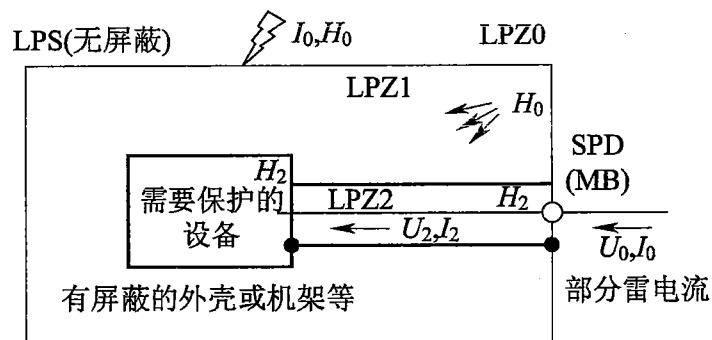 LPS(无屏蔽)
I₀,H₀
LPZ0
LPZ1
H₀
SPD
(MB)
H₂
需要保护的
设备
LPZ2
H₂
U₂,I₂
U₀,I₀
有屏蔽的外壳或机架等
部分雷电流